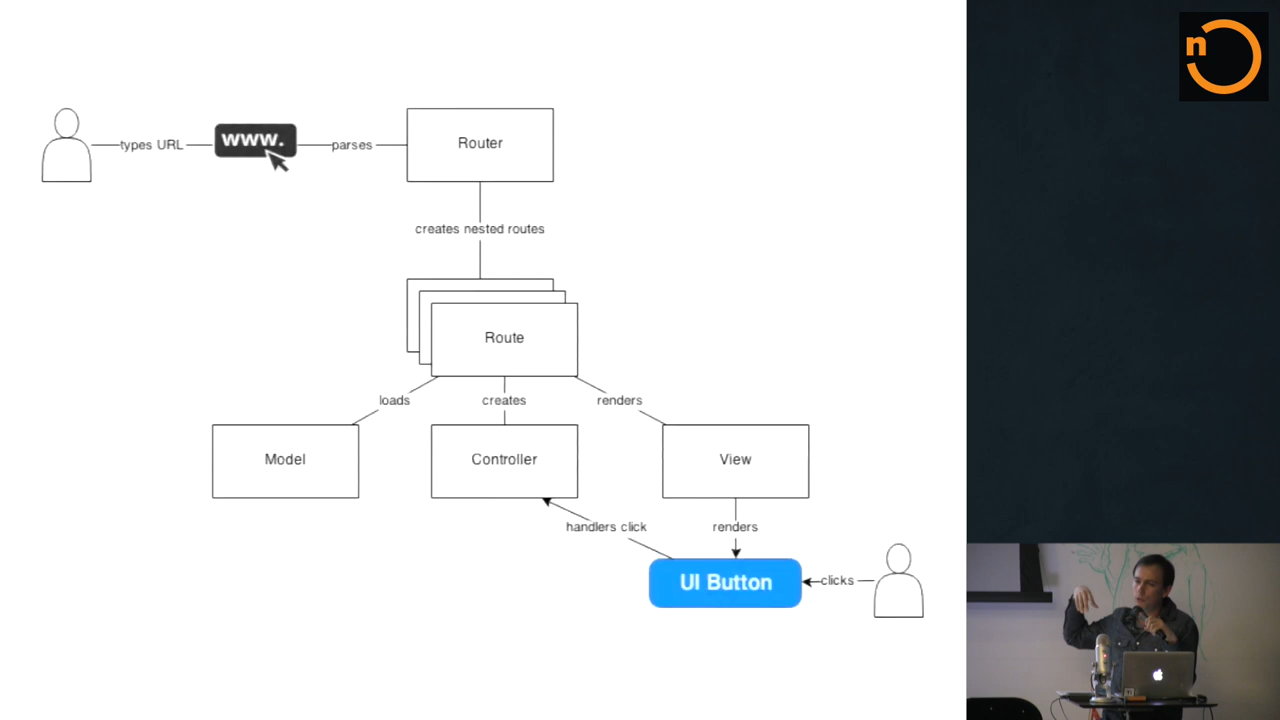 n
types URL
www.
parses
Router
creates nested routes
Route
loads
creates
renders
Model
Controller
View
handlers click
renders
UI Button
clicks